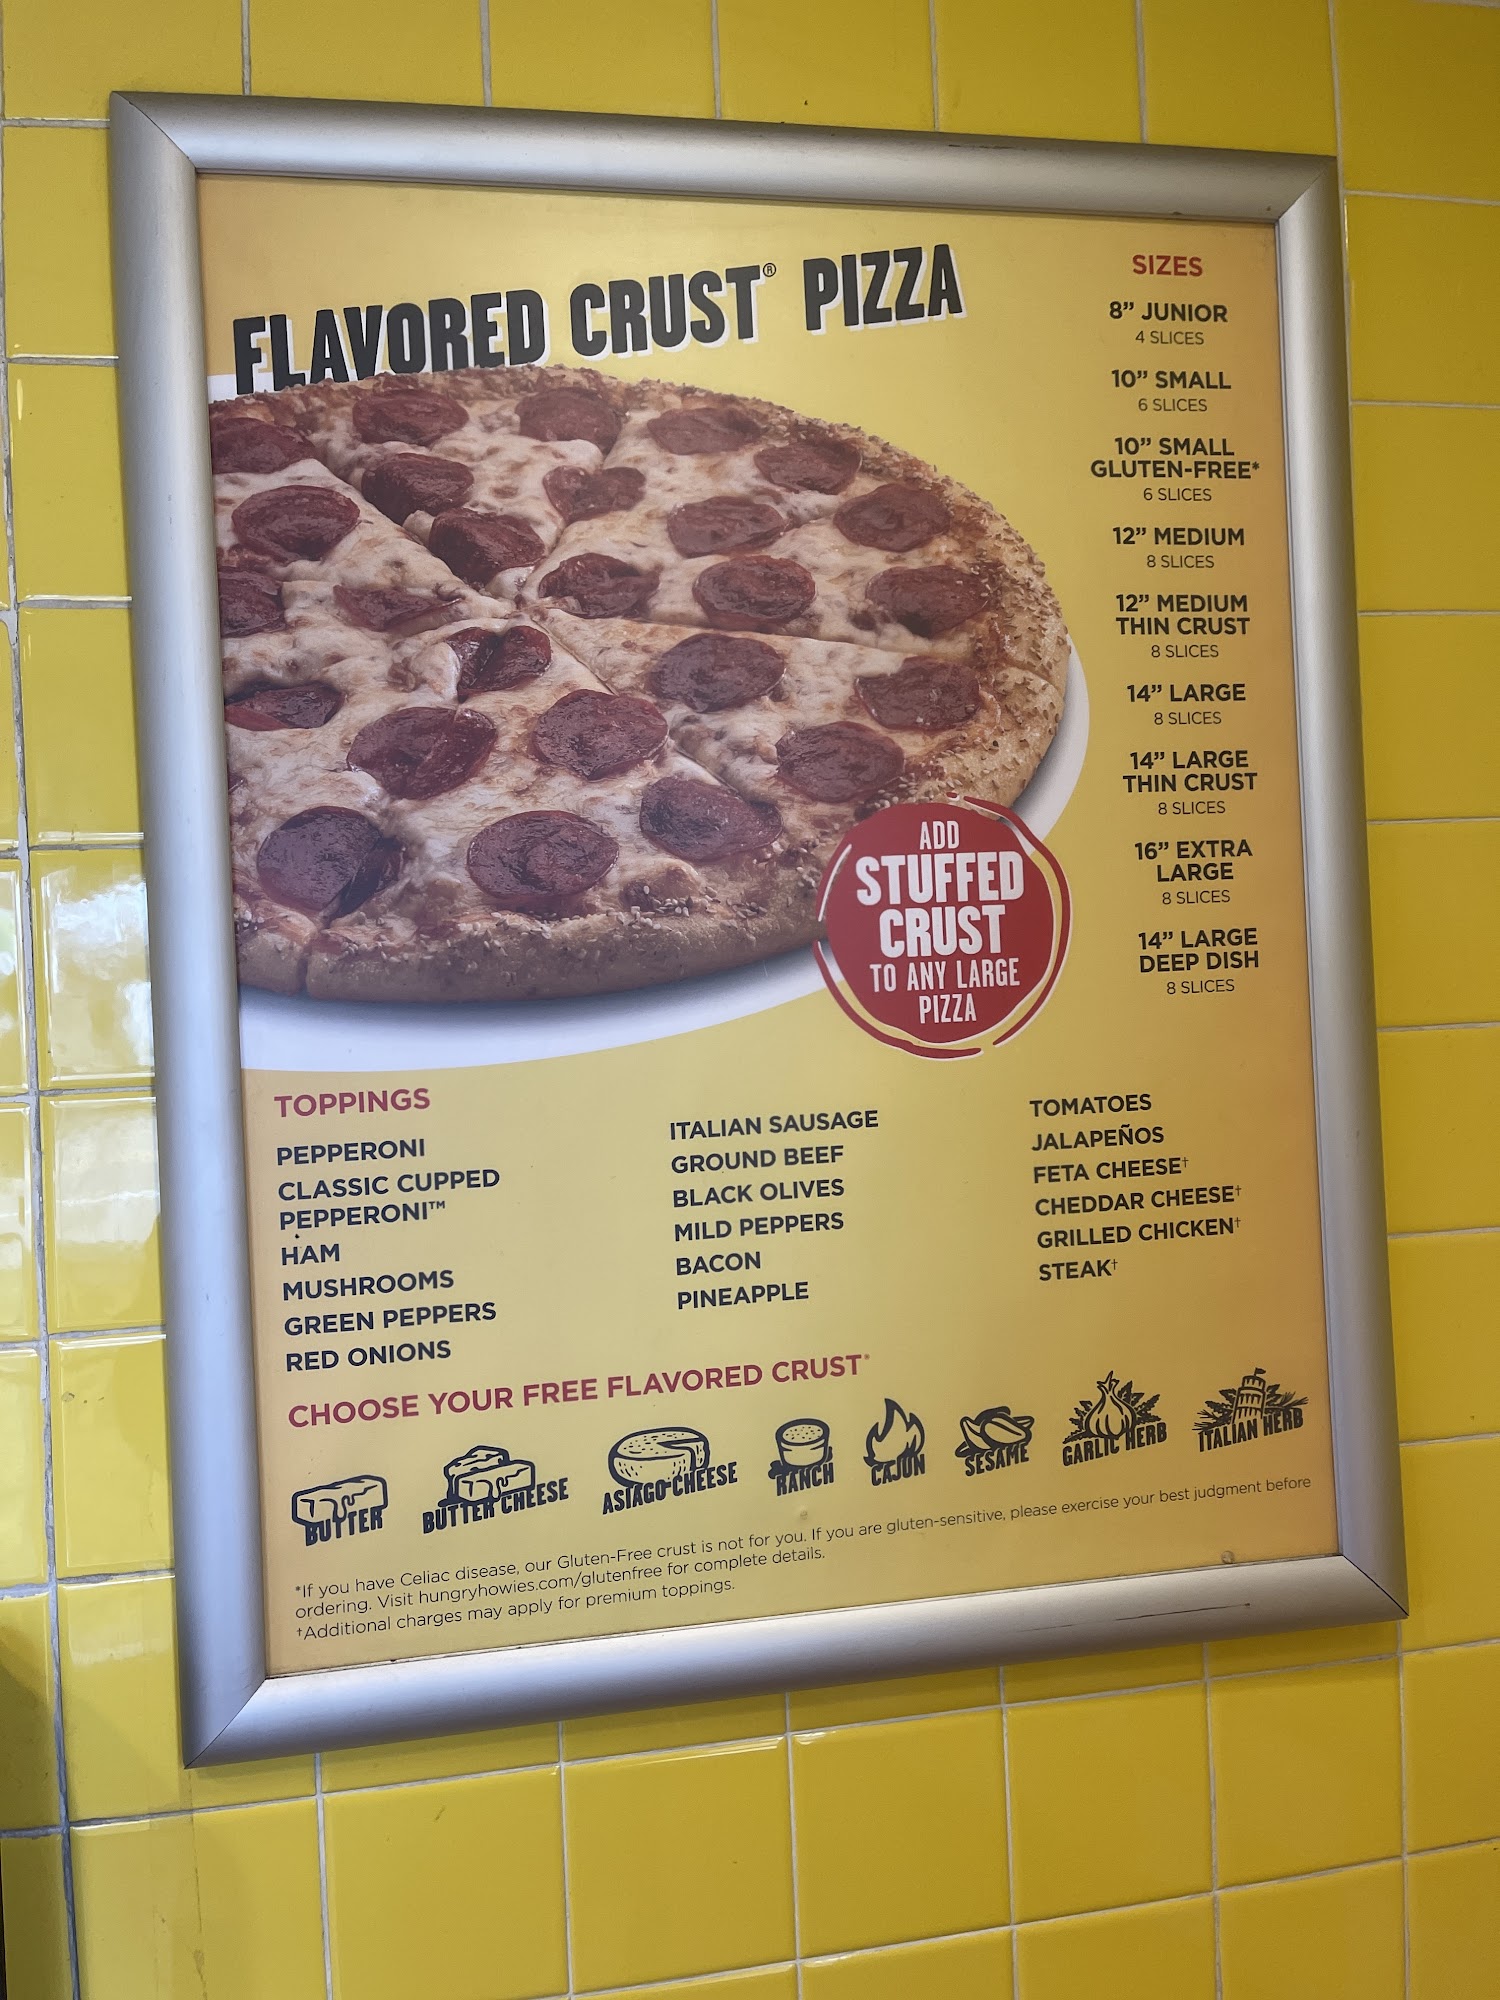 FLAVORED CRUST® PIZZA
SIZES
8” JUNIOR
4 SLICES
10” SMALL
6 SLICES
10” SMALL
GLUTEN-FREE*
6 SLICES
12” MEDIUM
8 SLICES
12” MEDIUM
THIN CRUST
8 SLICES
14” LARGE
8 SLICES
14” LARGE
THIN CRUST
8 SLICES
16” EXTRA
LARGE
8 SLICES
14” LARGE
DEEP DISH
8 SLICES
ADD
STUFFED
CRUST
TO ANY LARGE
PIZZA
TOPPINGS
PEPPERONI
CLASSIC CUPPED
PEPPERONI™
HAM
MUSHROOMS
GREEN PEPPERS
RED ONIONS
ITALIAN SAUSAGE
GROUND BEEF
BLACK OLIVES
MILD PEPPERS
BACON
PINEAPPLE
TOMATOES
JALAPEÑOS
FETA CHEESE†
CHEDDAR CHEESE†
GRILLED CHICKEN†
STEAK†
CHOOSE YOUR FREE FLAVORED CRUST®
BUTTER
BUTTER CHEESE
ASIAGO CHEESE
RANCH
CAJUN
SESAME
GARLIC HERB
ITALIAN HERB
*If you have Celiac disease, our Gluten-Free crust is not for you. If you are gluten-sensitive, please exercise your best judgment before
ordering. Visit hungryhowies.com/glutenfree for complete details.
†Additional charges may apply for premium toppings.